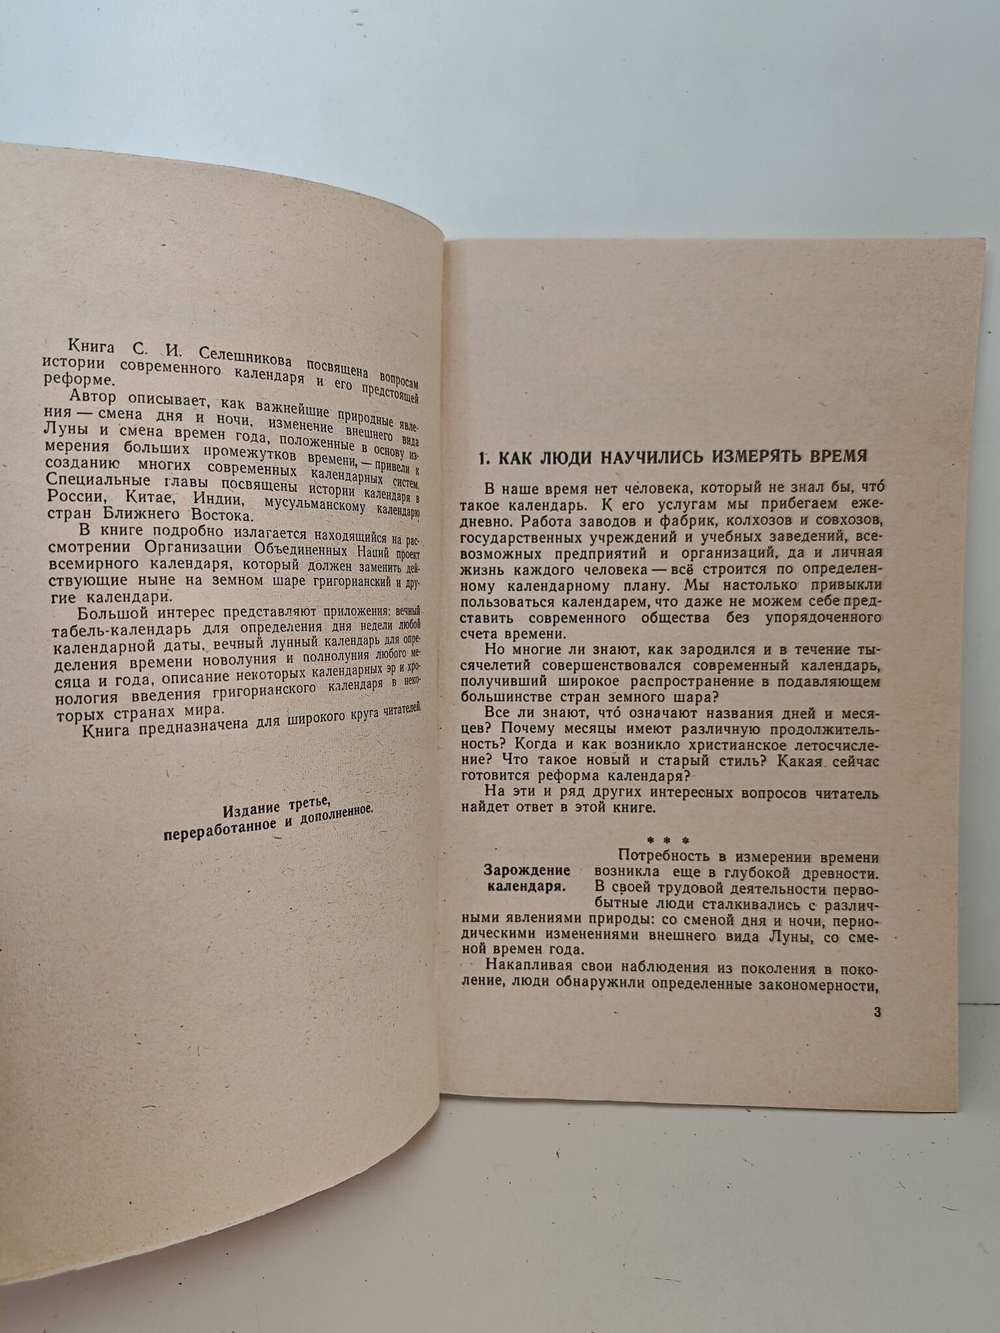 Книга С. И. Селешникова посвящена вопросам
истории современного календаря и его предстоящей
реформе.
Автор описывает, как важнейшие природные явле-
ния — смена дня и ночи, изменение внешнего вида
Луны и смена времен года, положенные в основу из-
мерения больших промежутков времени, — привели к
созданию многих современных календарных систем.
Специальные главы посвящены истории календаря в
России, Китае, Индии, мусульманскому календарю
стран Ближнего Востока.
В книге подробно излагается находящийся на рас-
смотрении Организации Объединенных Наций проект
всемирного календаря, который должен заменить дей-
ствующие ныне на земном шаре григорианский и дру-
гие календари.
Большой интерес представляют приложения: вечный
табель-календарь для определения дня недели любой
календарной даты, вечный лунный календарь для опре-
деления времени новолуния и полнолуния любого ме-
сяца и года, описание некоторых календарных эр и хро-
нология введения григорианского календаря в неко-
торых странах мира.
Книга предназначена для широкого круга читателей.
Издание третье,
переработанное и дополненное.
1. КАК ЛЮДИ НАУЧИЛИСЬ ИЗМЕРЯТЬ ВРЕМЯ
В наше время нет человека, который не знал бы, что́
такое календарь. К его услугам мы прибегаем еже-
дневно. Работа заводов и фабрик, колхозов и совхозов,
государственных учреждений и учебных заведений, все-
возможных предприятий и организаций, да и личная
жизнь каждого человека — всё строится по определен-
ному календарному плану. Мы настолько привыкли
пользоваться календарем, что даже не можем себе пред-
ставить современного общества без упорядоченного
счета времени.
Но многие ли знают, как зародился и в течение ты-
сячелетий совершенствовался современный календарь,
получивший широкое распространение в подавляющем
большинстве стран земного шара?
Все ли знают, что́ означают названия дней и меся-
цев? Почему месяцы имеют различную продолжитель-
ность? Когда и как возникло христианское летосчисле-
ние? Что такое новый и старый стиль? Какая сейчас
готовится реформа календаря?
На эти и ряд других интересных вопросов читатель
найдет ответ в этой книге.
* * *
Зарождение
календаря.
Потребность в измерении времени
возникла еще в глубокой древности.
В своей трудовой деятельности перво-
бытные люди сталкивались с различ-
ными явлениями природы: со сменой дня и ночи, перио-
дическими изменениями внешнего вида Луны, со сме-
ной времен года.
Накапливая свои наблюдения из поколения в поко-
ление, люди обнаружили определенные закономерности,
3